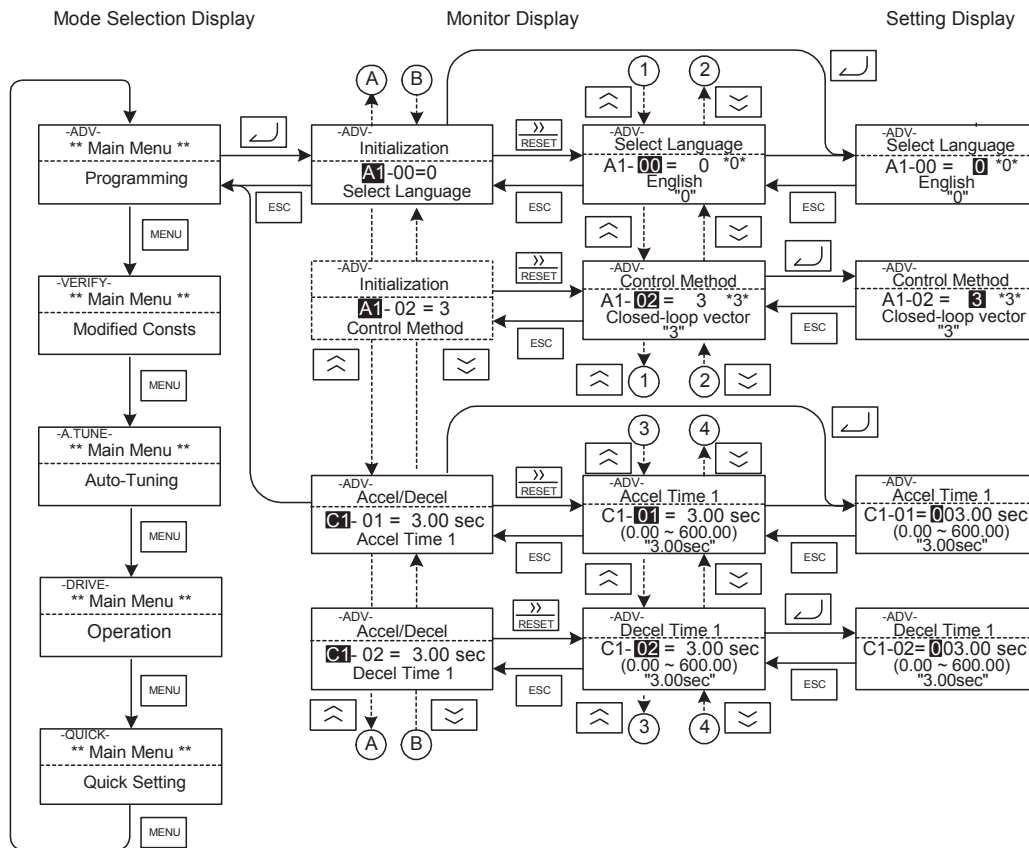 Mode Selection Display
Monitor Display
Setting Display
-ADV-
** Main Menu **
Programming
MENU
-VERIFY-
** Main Menu **
Modified Consts
MENU
-A.TUNE-
** Main Menu **
Auto-Tuning
MENU
-DRIVE-
** Main Menu **
Operation
MENU
-QUICK-
** Main Menu **
Quick Setting
MENU
A
B
-ADV-
Initialization
A1-00=0
Select Language
ESC
-ADV-
Initialization
A1- 02 = 3
Control Method
-ADV-
Accel/Decel
C1- 01 = 3.00 sec
Accel Time 1
-ADV-
Accel/Decel
C1- 02 = 3.00 sec
Decel Time 1
A
B
RESET
ESC
RESET
ESC
RESET
ESC
RESET
ESC
1
2
-ADV-
Select Language
A1- 00 = 0 *0*
English
"0"
-ADV-
Control Method
A1- 02 = 3 *3*
Closed-loop vector
"3"
1
2
3
4
-ADV-
Accel Time 1
C1- 01 = 3.00 sec
(0.00 ~ 600.00)
"3.00sec"
-ADV-
Decel Time 1
C1- 02 = 3.00 sec
(0.00 ~ 600.00)
"3.00sec"
3
4
ESC
ESC
ESC
ESC
-ADV-
Select Language
A1-00 = 0 *0*
English
"0"
-ADV-
Control Method
A1-02 = 3 *3*
Closed-loop vector
"3"
-ADV-
Accel Time 1
C1-01= 003.00 sec
(0.00 ~ 600.00)
"3.00sec"
-ADV-
Decel Time 1
C1-02= 003.00 sec
(0.00 ~ 600.00)
"3.00sec"